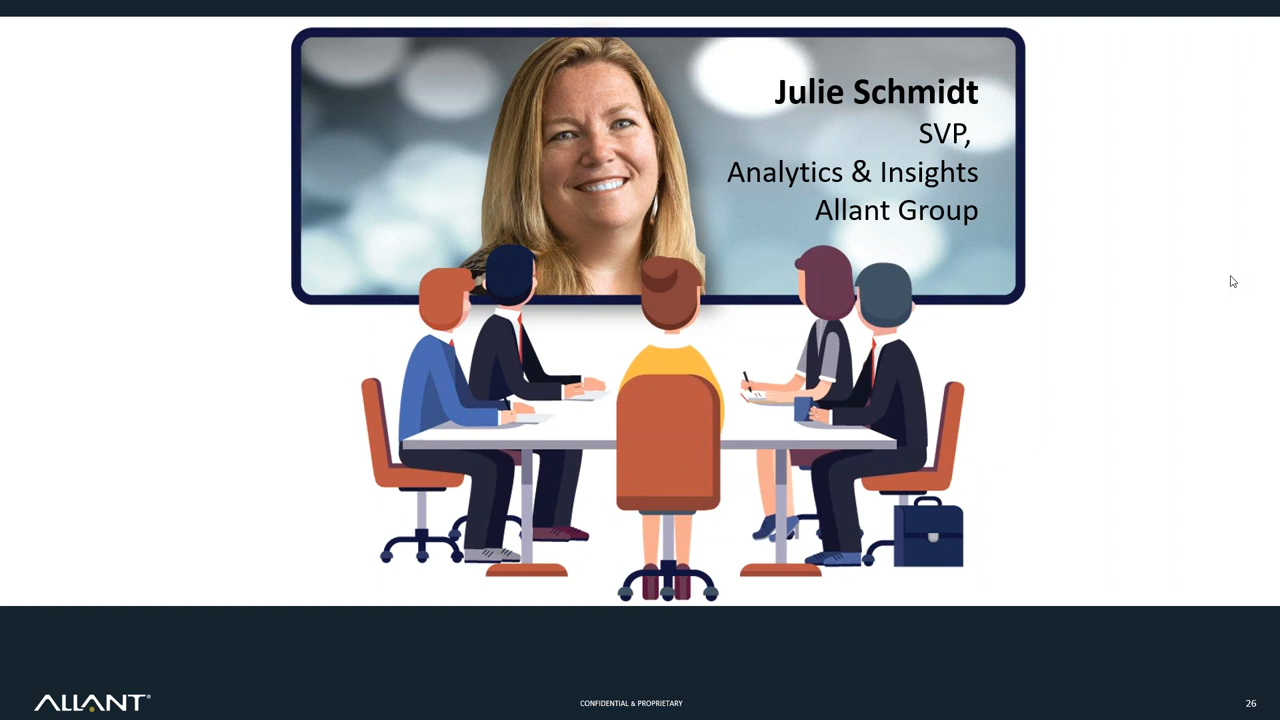 Julie Schmidt
SVP,
Analytics & Insights
Allant Group
ALLANT®
CONFIDENTIAL & PROPRIETARY
26